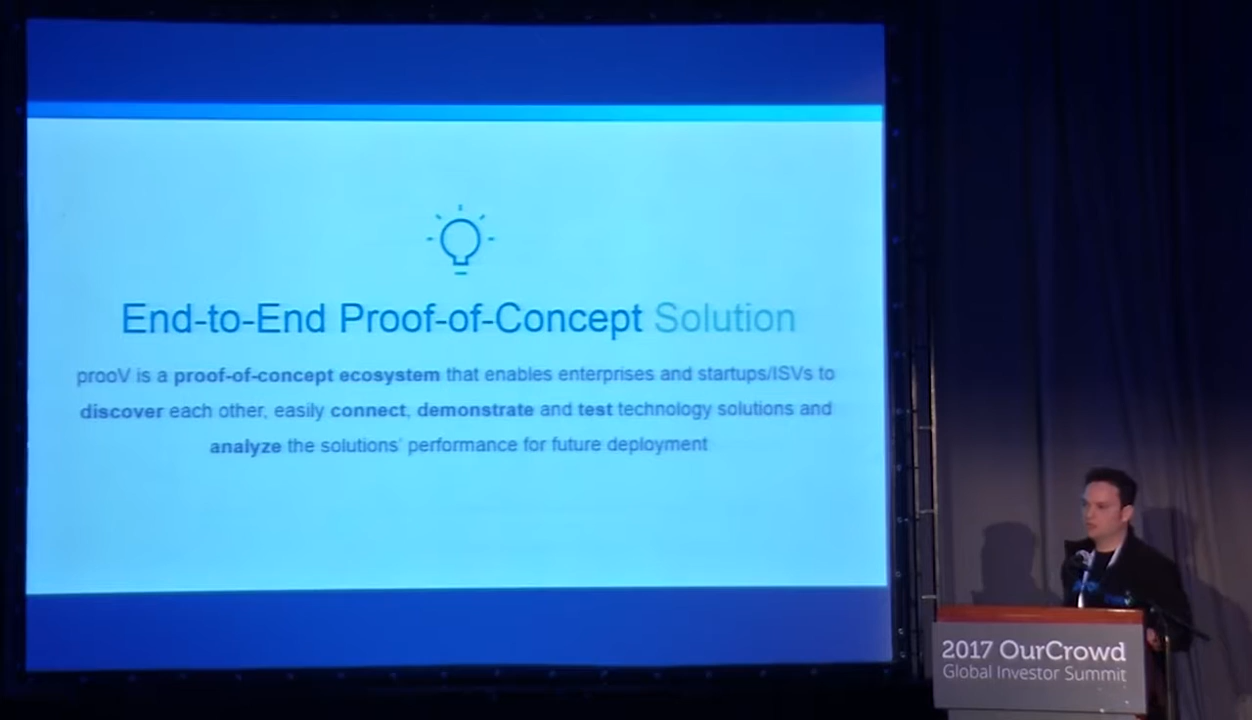 End-to-End Proof-of-Concept Solution
prooV is a proof-of-concept ecosystem that enables enterprises and startups/ISVs to
discover each other, easily connect, demonstrate and test technology solutions and
analyze the solutions' performance for future deployment
2017 OurCrowd
Global Investor Summit